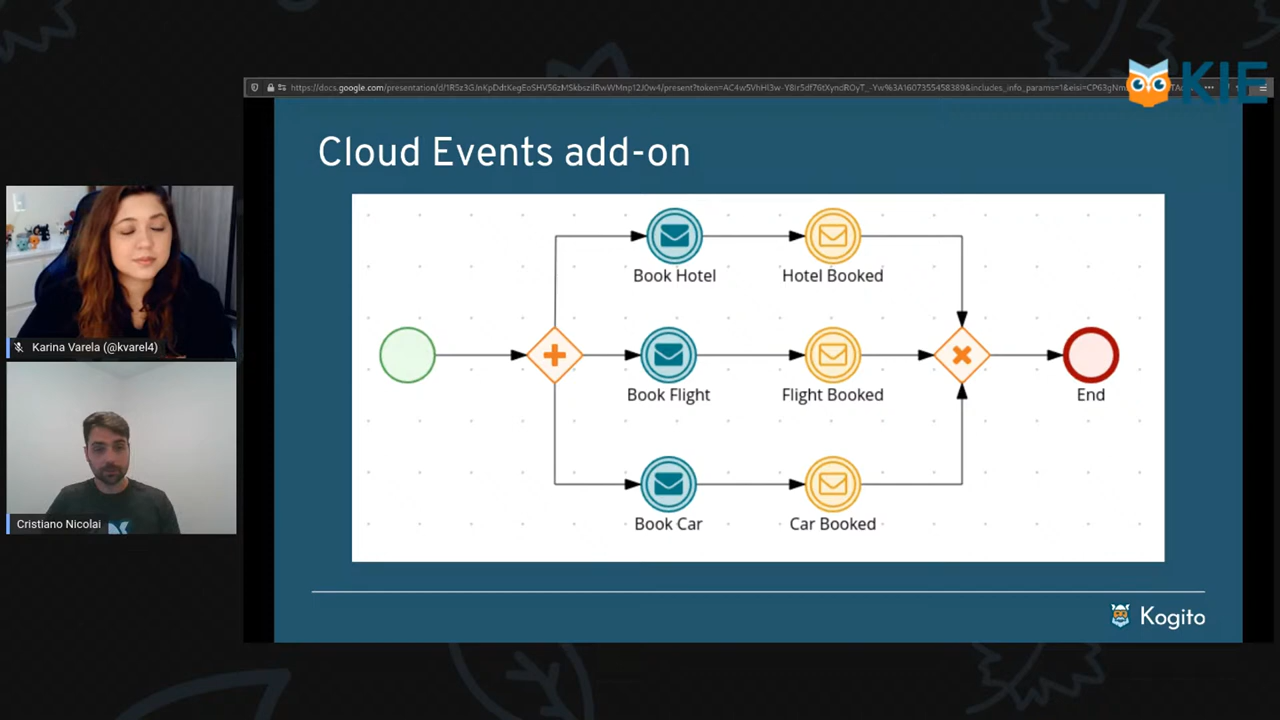 KIE
Cloud Events add-on
Book Hotel
Hotel Booked
Book Flight
Flight Booked
End
Book Car
Car Booked
Kogito
Karina Varela (@kvarel4)
Cristiano Nicolai